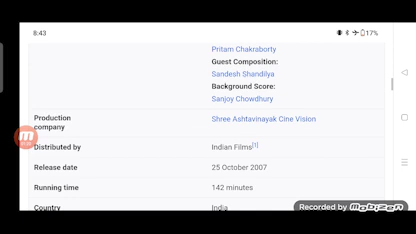 8:43
17%
Pritam Chakraborty
Guest Composition:
Sandesh Shandilya
Background Score:
Sanjoy Chowdhury
Production company
Shree Ashtavinayak Cine Vision
Distributed by
Indian Films[1]
Release date
25 October 2007
Running time
142 minutes
Country
India
Recorded by Mobizen